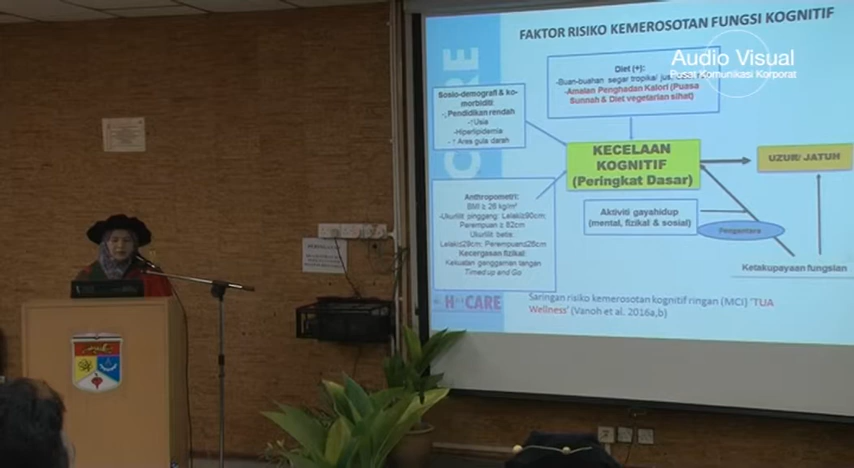 FAKTOR RISIKO KEMEROSOTAN FUNGSI KOGNITIF
Audio Visual
Pusat Komunikasi Korporat
Diet (+):
-Buan-buahan segar tropikal
-Amalan Penghadan Kalori (Puasa
Sunnah & Diet vegetarian sihat)
Sosio-demografi & ko-
morbiditi
Pendidikan rendah
Usia
-Hiperlipidemia
Aras gula darah
KECELAAN
KOGNITIF
(Peringkat Dasar)
UZUR/ JATUH
Anthropometri:
BMI ≥ 26 kg/m²
-Ukurlilit pinggang: Lelaki≥90cm;
Perempuan ≥ 82cm
Ukurlilit betis:
Lelaki≤29cm; Perempuan≤26cm
Kecergasan fizikal
Kekuatan genggaman tangan
Timed up and Go
Aktiviti gayahidup
(mental, fizikal & sosial)
Pengantara
Ketakupayaan fungsian
H CARE
Saringan risiko kemerosotan kognitif ringan (MCI) 'TUA
Wellness' (Vanoh et al. 2016a,b)